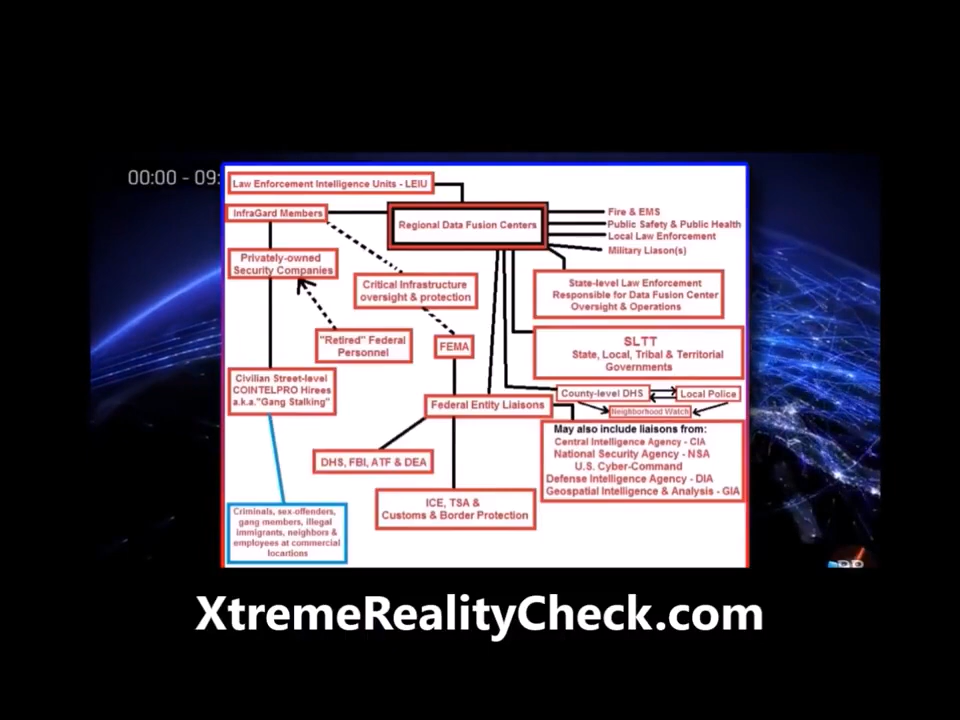 00:00 - 09:
Law Enforcement Intelligence Units - LEIU
InfraGard Members
Regional Data Fusion Centers
Fire & EMS
Public Safety & Public Health
Local Law Enforcement
Military Liason(s)
Privately-owned
Security Companies
Critical Infrastructure
oversight & protection
State-level Law Enforcement
Responsible for Data Fusion Center
Oversight & Operations
"Retired" Federal
Personnel
FEMA
SLTT
State, Local, Tribal & Territorial
Governments
Civilian Street-level
COINTELPRO Hirees
a.k.a."Gang Stalking"
County-level DHS
Local Police
Neighborhood Watch
Federal Entity Liaisons
May also include liaisons from:
Central Intelligence Agency - CIA
National Security Agency - NSA
U.S. Cyber-Command
Defense Intelligence Agency - DIA
Geospatial Intelligence & Analysis - GIA
DHS, FBI, ATF & DEA
ICE, TSA &
Customs & Border Protection
Criminals, sex-offenders,
gang members, illegal
immigrants, neighbors &
employees at commercial
locartions
XtremeRealityCheck.com